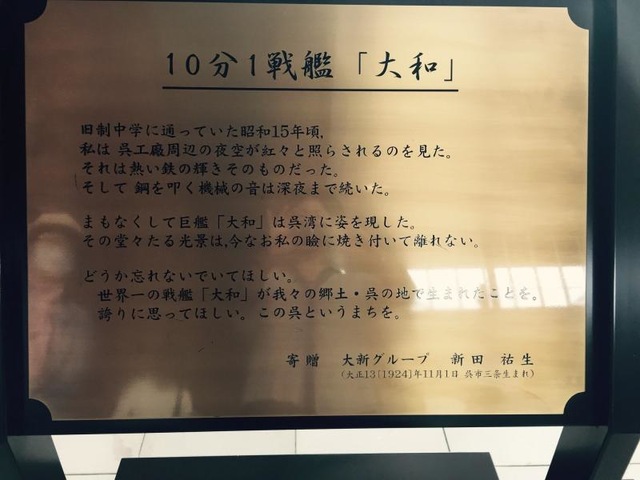 10分1戦艦「大和」
旧制中学に通っていた昭和15年頃,
私は 呉工廠周辺の夜空が紅々と照らされるのを見た。
それは熱い鉄の輝きそのものだった。
そして 鋼を叩く機械の音は深夜まで続いた。
まもなくして巨艦「大和」は呉湾に姿を現した。
その堂々たる光景は,今なお私の瞼に焼き付いて離れない。
どうか忘れないでいてほしい。
世界一の戦艦「大和」が我々の郷土・呉の地で生まれたことを。
誇りに思ってほしい。この呉というまちを。
寄贈 大新グループ 新田 祐生
(大正13[1924]年11月1日 呉市三条生まれ)